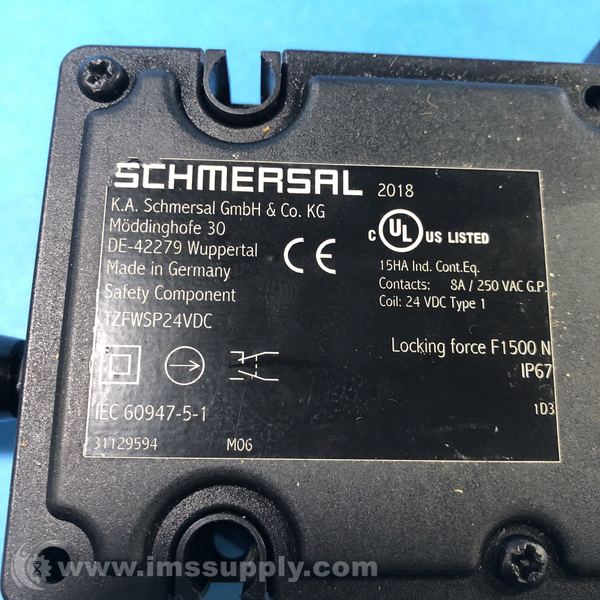 SCHMERSAL 2018
K.A. Schmersal GmbH & Co. KG
Möddinghofe 30
DE-42279 Wuppertal
Made in Germany
Safety Component
TZFWSP24VDC
CE
C UL US LISTED
15HA Ind. Cont.Eq.
Contacts: 8A / 250 VAC G.P.
Coil: 24 VDC Type 1
Locking force F1500 N
IP67
IEC 60947-5-1
1D3
31129594 M06
www.imssupply.com